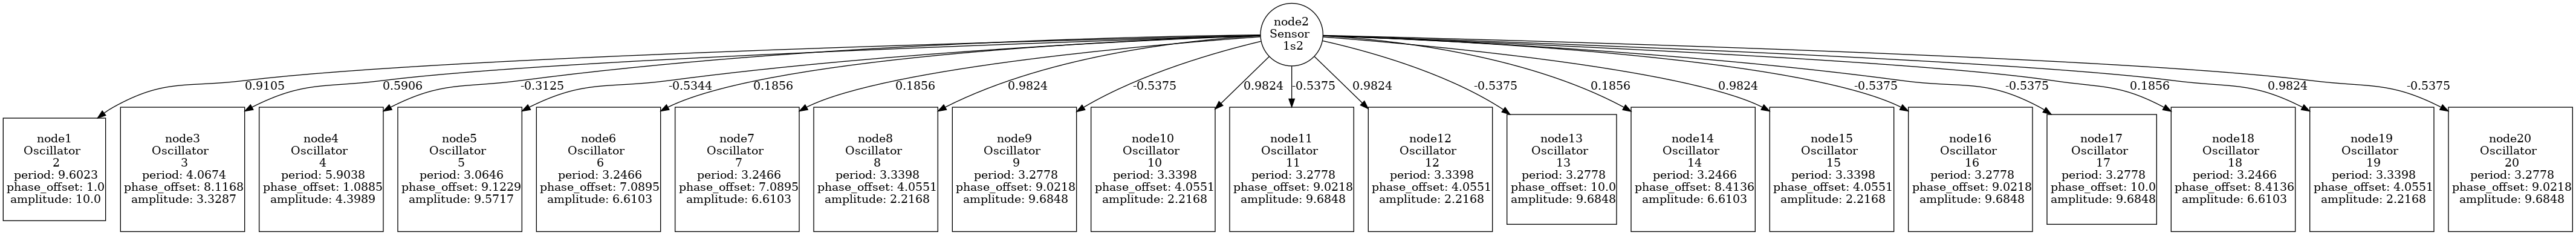 node2
Sensor
1s2
0.9105
0.5906
-0.3125
-0.5344
0.1856
0.1856
0.9824
-0.5375
0.9824
-0.5375
0.9824
-0.5375
0.1856
0.9824
-0.5375
-0.5375
0.1856
0.9824
-0.5375
node1
Oscillator
2
period: 9.6023
phase_offset: 1.0
amplitude: 10.0
node3
Oscillator
3
period: 4.0674
phase_offset: 8.1168
amplitude: 3.3287
node4
Oscillator
4
period: 5.9038
phase_offset: 1.0885
amplitude: 4.3989
node5
Oscillator
5
period: 3.0646
phase_offset: 9.1229
amplitude: 9.5717
node6
Oscillator
6
period: 3.2466
phase_offset: 7.0895
amplitude: 6.6103
node7
Oscillator
7
period: 3.2466
phase_offset: 7.0895
amplitude: 6.6103
node8
Oscillator
8
period: 3.3398
phase_offset: 4.0551
amplitude: 2.2168
node9
Oscillator
9
period: 3.2778
phase_offset: 9.0218
amplitude: 9.6848
node10
Oscillator
10
period: 3.3398
phase_offset: 4.0551
amplitude: 2.2168
node11
Oscillator
11
period: 3.2778
phase_offset: 9.0218
amplitude: 9.6848
node12
Oscillator
12
period: 3.3398
phase_offset: 4.0551
amplitude: 2.2168
node13
Oscillator
13
period: 3.2778
phase_offset: 10.0
amplitude: 9.6848
node14
Oscillator
14
period: 3.2466
phase_offset: 8.4136
amplitude: 6.6103
node15
Oscillator
15
period: 3.3398
phase_offset: 4.0551
amplitude: 2.2168
node16
Oscillator
16
period: 3.2778
phase_offset: 9.0218
amplitude: 9.6848
node17
Oscillator
17
period: 3.2778
phase_offset: 10.0
amplitude: 9.6848
node18
Oscillator
18
period: 3.2466
phase_offset: 8.4136
amplitude: 6.6103
node19
Oscillator
19
period: 3.3398
phase_offset: 4.0551
amplitude: 2.2168
node20
Oscillator
20
period: 3.2778
phase_offset: 9.0218
amplitude: 9.6848